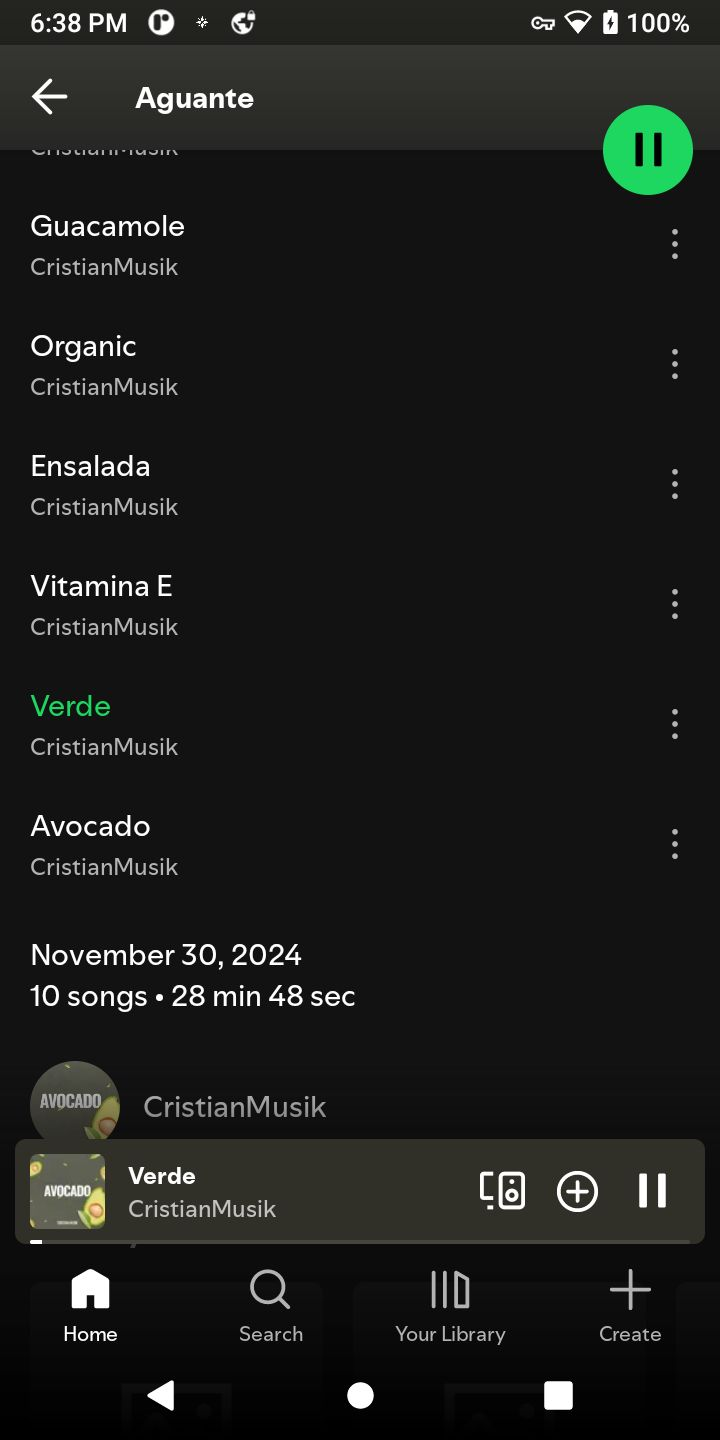 6:38 PM
100%
Aguante
CristianMusik
Guacamole
CristianMusik
Organic
CristianMusik
Ensalada
CristianMusik
Vitamina E
CristianMusik
Verde
CristianMusik
Avocado
CristianMusik
November 30, 2024
10 songs • 28 min 48 sec
AVOCADO
CristianMusik
AVOCADO
Verde
CristianMusik
Home
Search
Your Library
Create